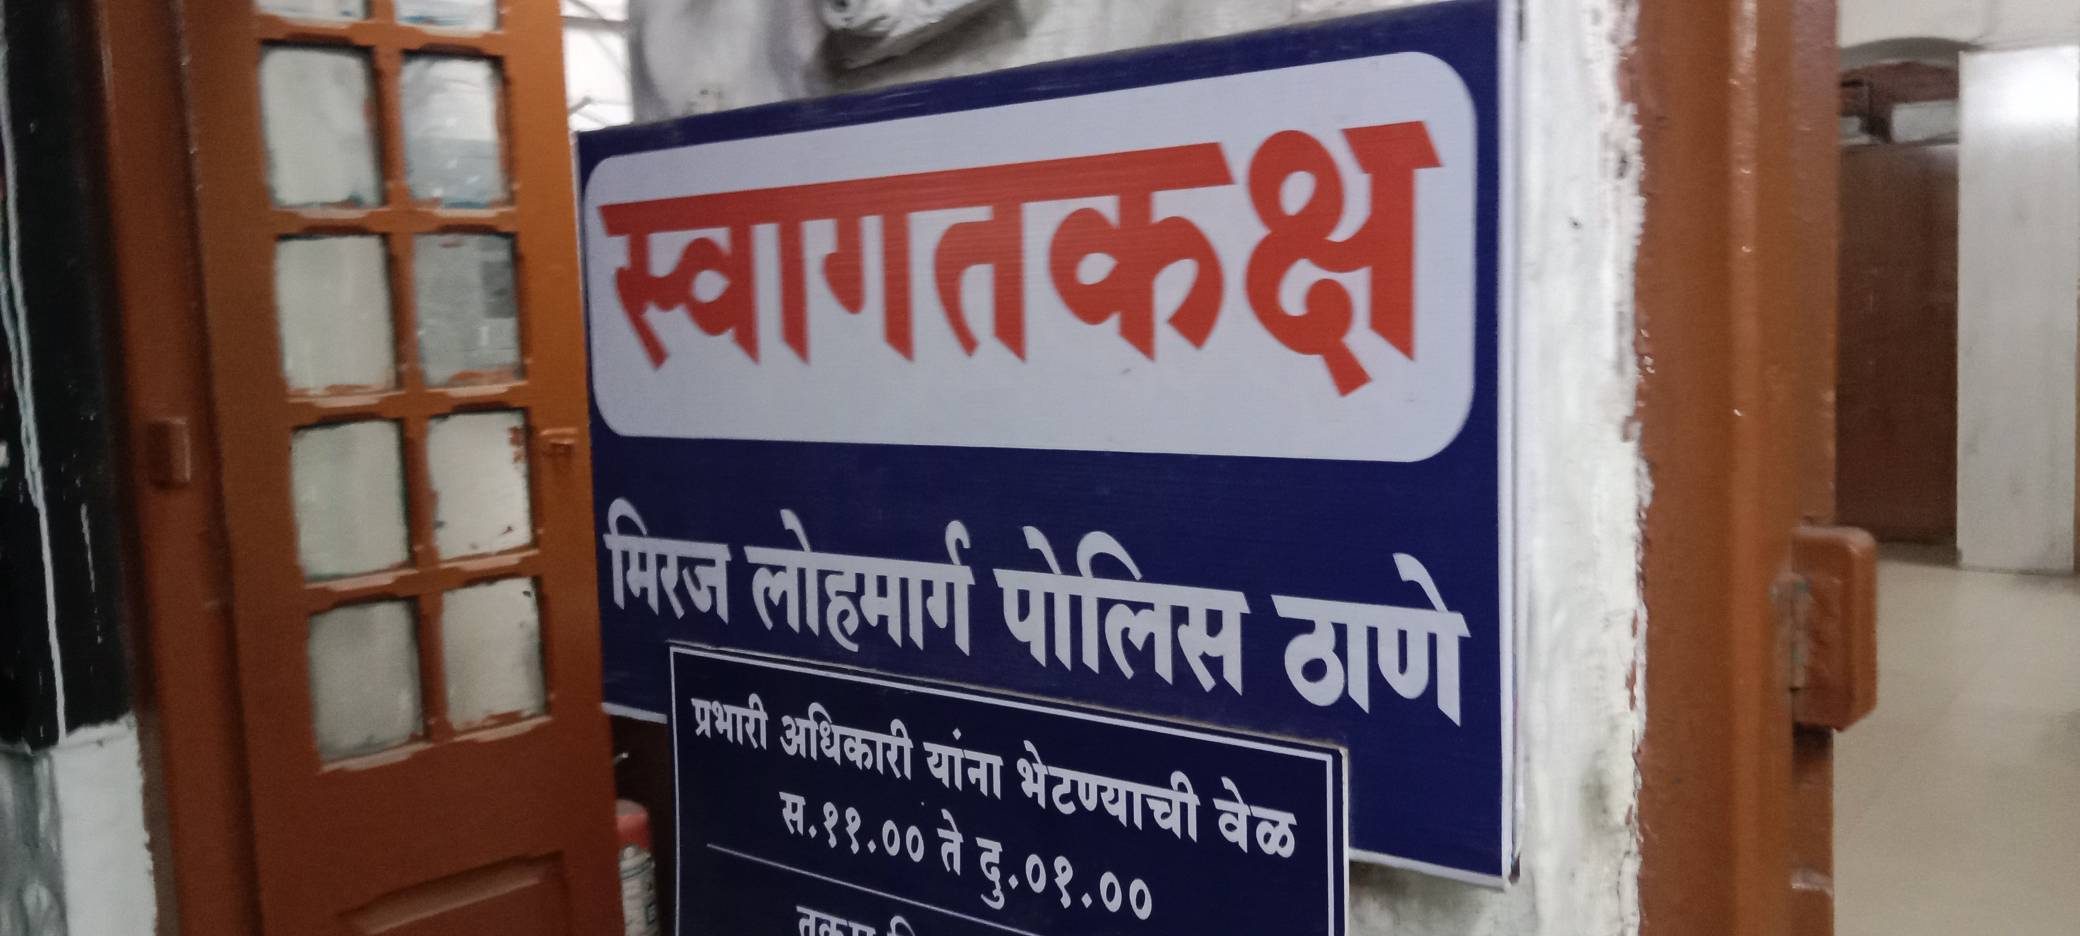 स्वागतकक्ष
मिरज लोहमार्ग पोलिस ठाणे
प्रभारी अधिकारी यांना भेटण्याची वेळ
स.११.०० ते दु.०१.००